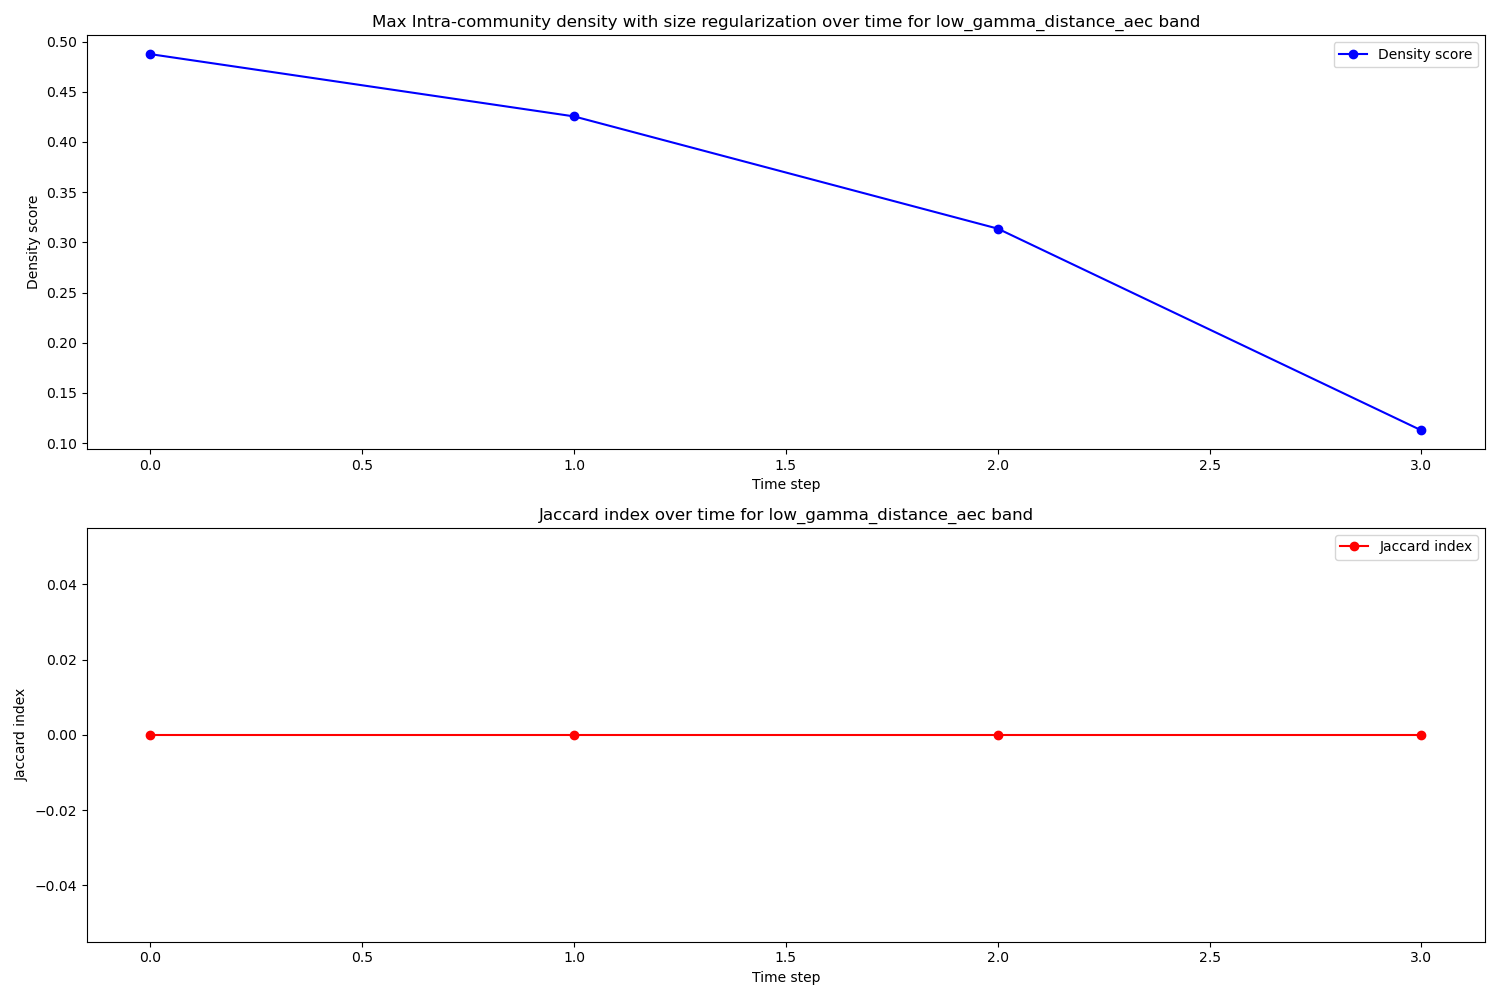 Max Intra-community density with size regularization over time for low_gamma_distance_aec band
Density score
0.50
0.45
0.40
0.35
0.30
0.25
0.20
0.15
0.10
Density score
0.0 0.5 1.0 1.5 2.0 2.5 3.0
Time step
Jaccard index over time for low_gamma_distance_aec band
Jaccard index
0.04
0.02
0.00
−0.02
−0.04
Jaccard index
0.0 0.5 1.0 1.5 2.0 2.5 3.0
Time step